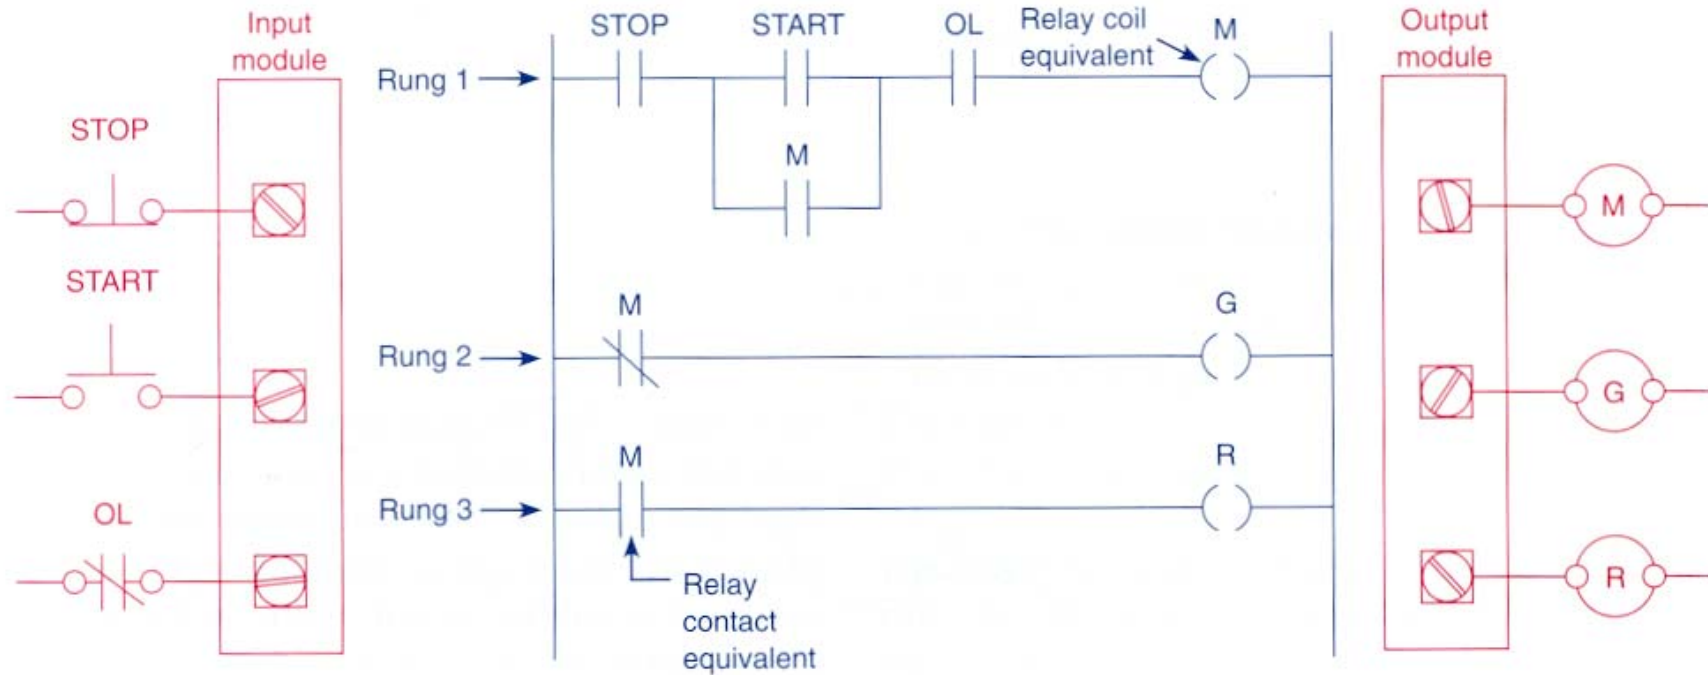 Input
module
STOP
START
OL
Rung 1
STOP
START
OL
Relay coil
equivalent
M
M
Rung 2
M
G
Rung 3
M
R
Relay
contact
equivalent
Output
module
M
G
R